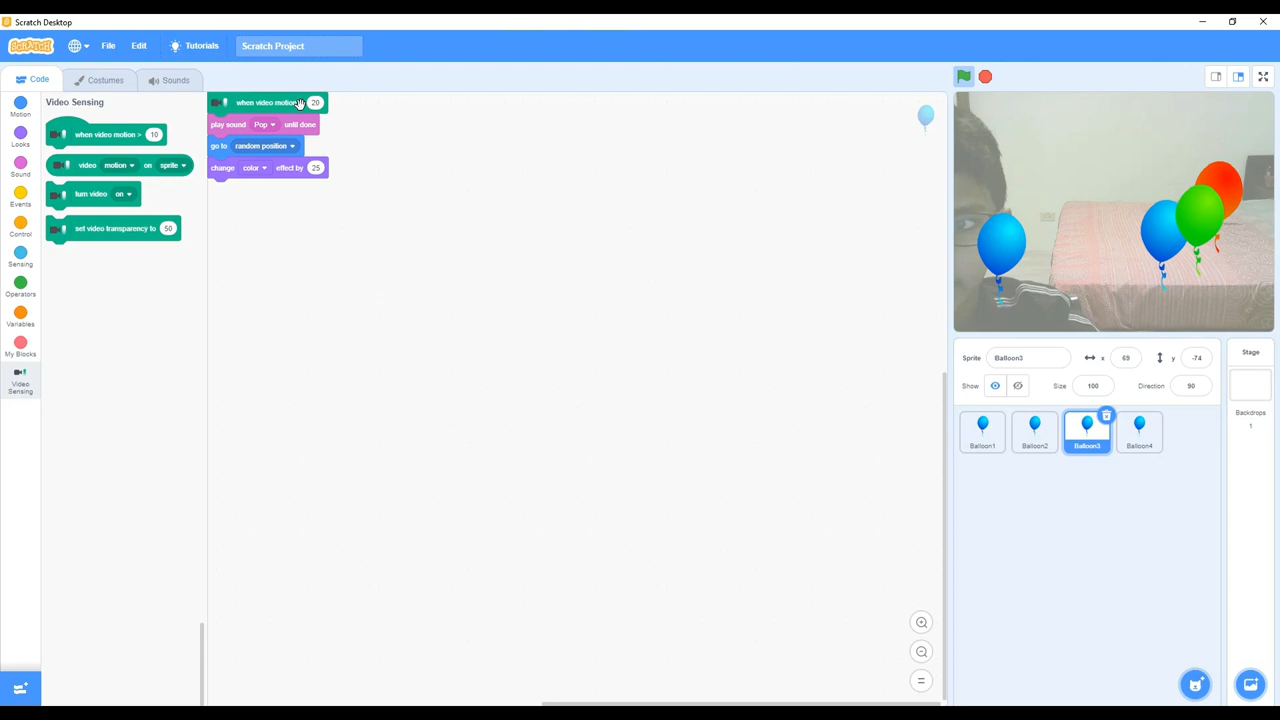 Scratch Desktop
SCRATCH File Edit Tutorials Scratch Project
Code Costumes Sounds
Motion
Looks
Sound
Events
Control
Sensing
Operators
Variables
My Blocks
Video
Sensing
Video Sensing
when video motion > 10
video motion on sprite
turn video on
set video transparency to 50
when video motion 20
play sound Pop until done
go to random position
change color effect by 25
Sprite Balloon3 x 69 y -74
Show Size 100 Direction 90
Balloon1 Balloon2 Balloon3 Balloon4
Stage
Backdrops
1